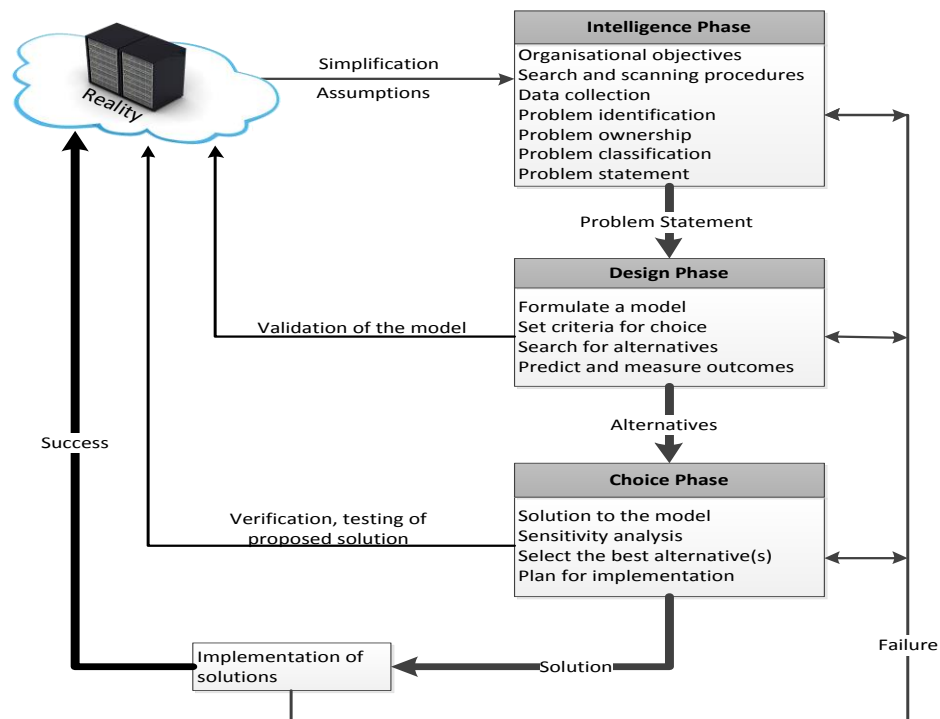 Reality
Simplification
Assumptions
Intelligence Phase
Organisational objectives
Search and scanning procedures
Data collection
Problem identification
Problem ownership
Problem classification
Problem statement
Problem Statement
Design Phase
Formulate a model
Set criteria for choice
Search for alternatives
Predict and measure outcomes
Validation of the model
Alternatives
Success
Choice Phase
Solution to the model
Sensitivity analysis
Select the best alternative(s)
Plan for implementation
Verification, testing of
proposed solution
Failure
Implementation of
solutions
Solution